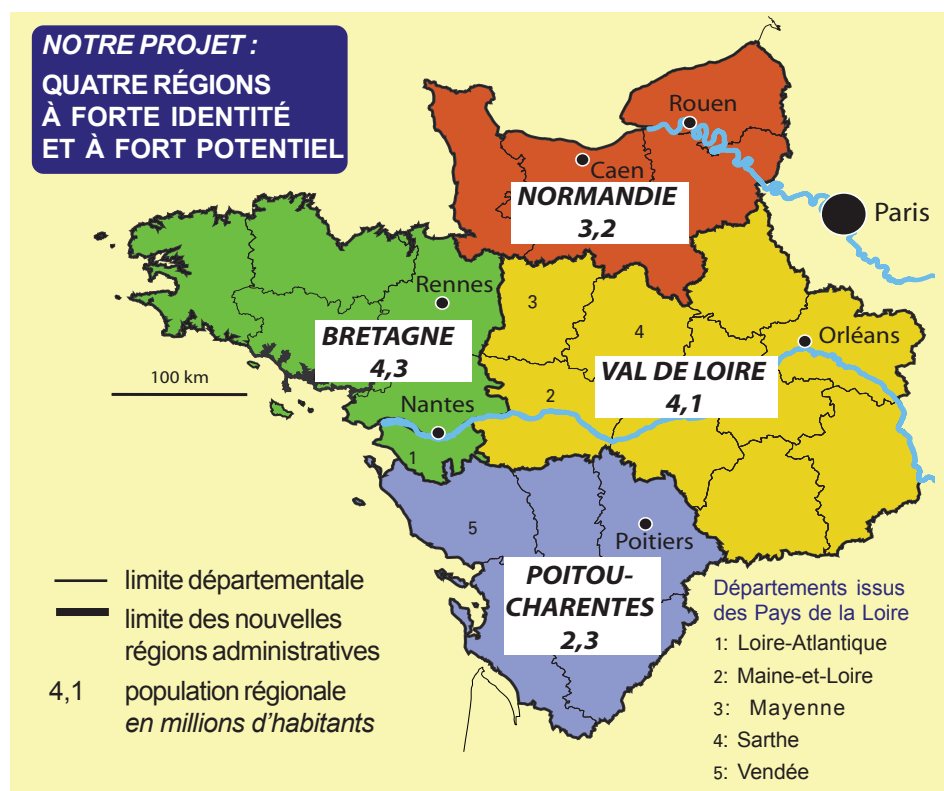 NOTRE PROJET :
QUATRE RÉGIONS
À FORTE IDENTITÉ
ET À FORT POTENTIEL
Rouen
Caen
NORMANDIE
3,2
Paris
Rennes
3
4
Orléans
BRETAGNE
4,3
VAL DE LOIRE
4,1
100 km
2
Nantes
1
5
Poitiers
POITOU-
CHARENTES
2,3
limite départementale
limite des nouvelles
régions administratives
4,1 population régionale
en millions d'habitants
Départements issus
des Pays de la Loire
1: Loire-Atlantique
2: Maine-et-Loire
3: Mayenne
4: Sarthe
5: Vendée